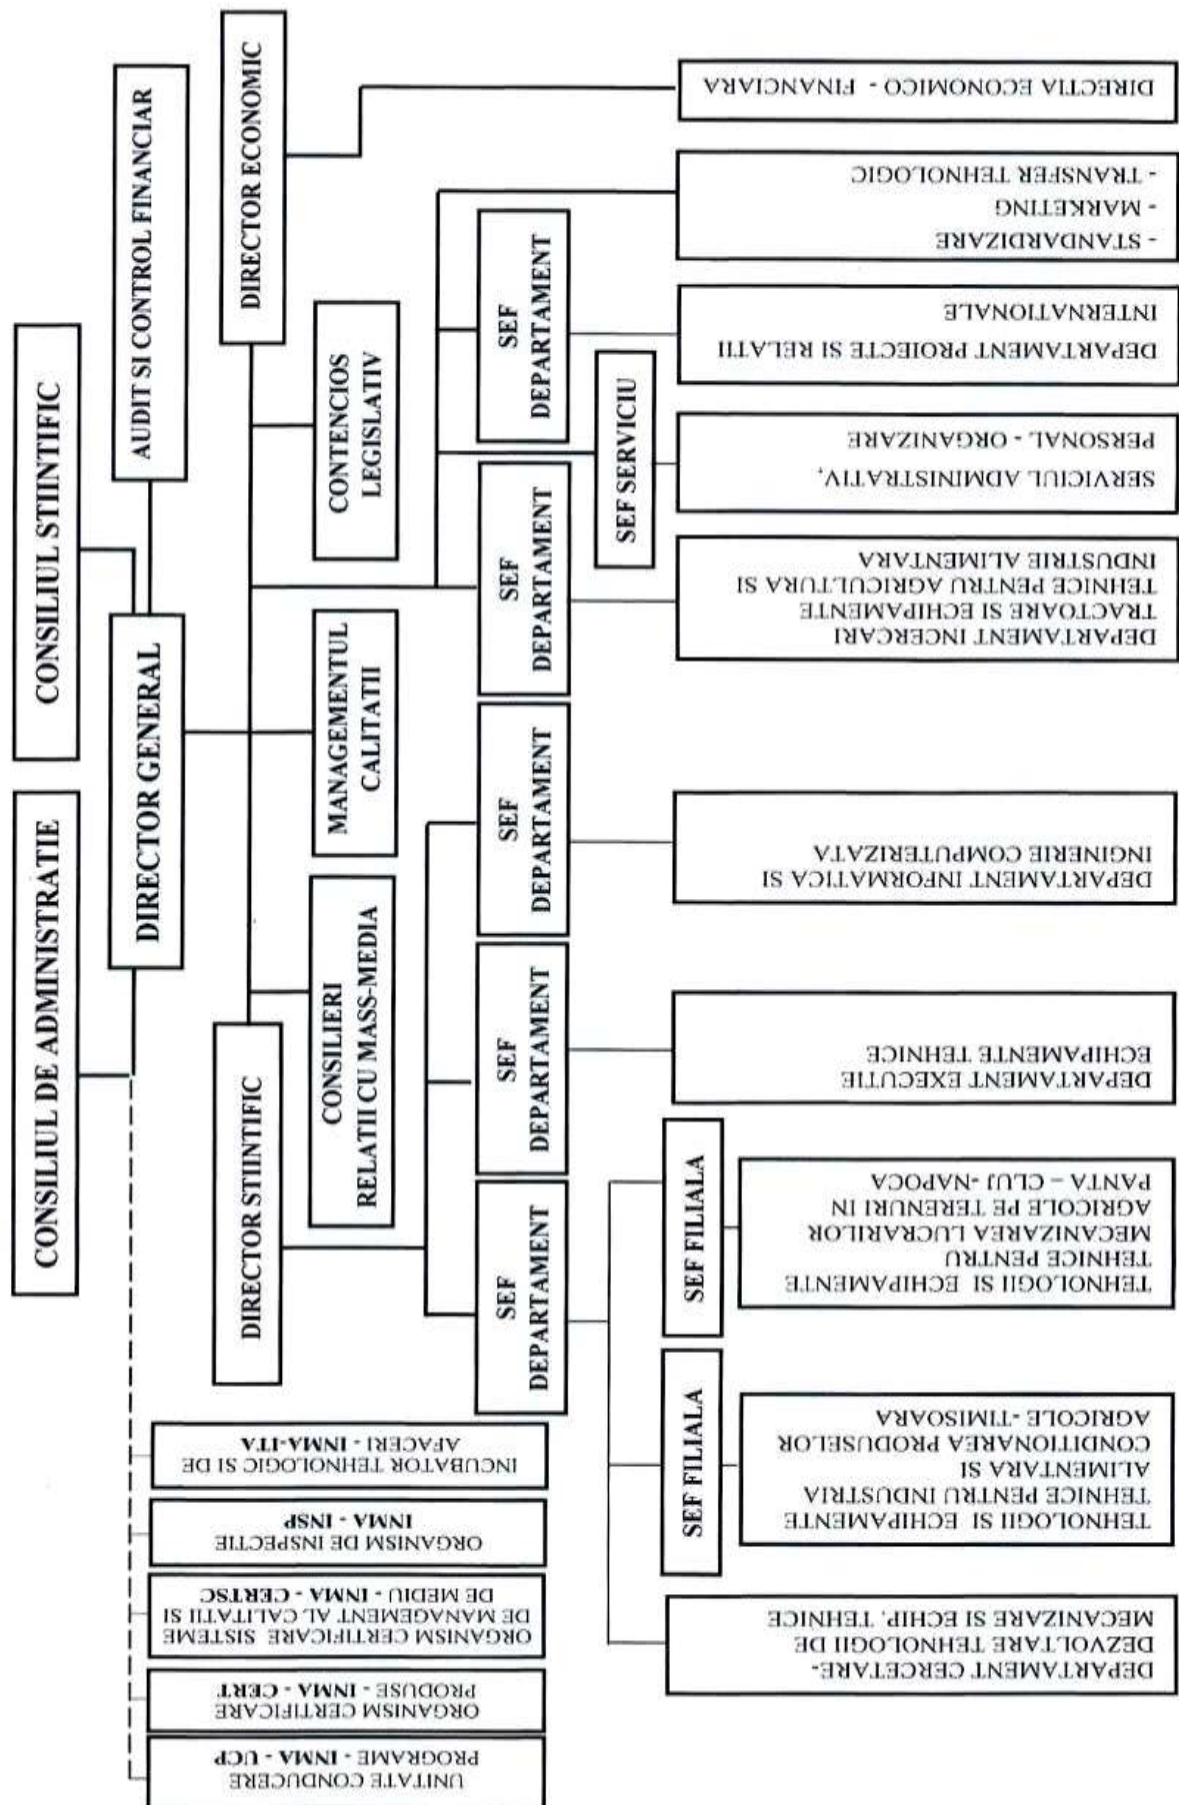 CONSILIUL DE ADMINISTRATIE
CONSILIUL STIINTIFIC
DIRECTOR GENERAL
AUDIT SI CONTROL FINANCIAR
UNITATE CONDUCERE
PROGRAME - INMA - UCP
ORGANISM CERTIFICARE
PRODUSE - INMA - CERT
ORGANISM CERTIFICARE SISTEME
DE MANAGEMENT AL CALITATII SI
DE MEDIU - INMA - CERTSC
ORGANISM DE INSPECTIE
INMA - INSP
INCUBATOR TEHNOLOGIC SI DE
AFACERI - INMA-ITA
DIRECTOR STIINTIFIC
DIRECTOR ECONOMIC
CONSILIERI
RELATII CU MASS-MEDIA
MANAGEMENTUL
CALITATII
CONTENCIOS
LEGISLATIV
SEF
DEPARTAMENT
SEF
DEPARTAMENT
SEF
DEPARTAMENT
SEF
DEPARTAMENT
SEF
DEPARTAMENT
SEF SERVICIU
SEF FILIALA
SEF FILIALA
DEPARTAMENT CERCETARE-
DEZVOLTARE TEHNOLOGII DE
MECANIZARE SI ECHIP. TEHNICE
TEHNOLOGII SI ECHIPAMENTE
TEHNICE PENTRU INDUSTRIA
ALIMENTARA SI
CONDITIONAREA PRODUSELOR
AGRICOLE -TIMISOARA
TEHNOLOGII SI ECHIPAMENTE
TEHNICE PENTRU
MECANIZAREA LUCRARILOR
AGRICOLE PE TERENURI IN
PANTA – CLUJ -NAPOCA
DEPARTAMENT EXECUTIE
ECHIPAMENTE TEHNICE
DEPARTAMENT INFORMATICA SI
INGINERIE COMPUTERIZATA
DEPARTAMENT INCERCARI
TRACTOARE SI ECHIPAMENTE
TEHNICE PENTRU AGRICULTURA SI
INDUSTRIE ALIMENTARA
SERVICIUL ADMINISTRATIV,
PERSONAL - ORGANIZARE
DEPARTAMENT PROIECTE SI RELATII
INTERNATIONALE
- STANDARDIZARE
- MARKETING
- TRANSFER TEHNOLOGIC
DIRECTIA ECONOMICO - FINANCIARA